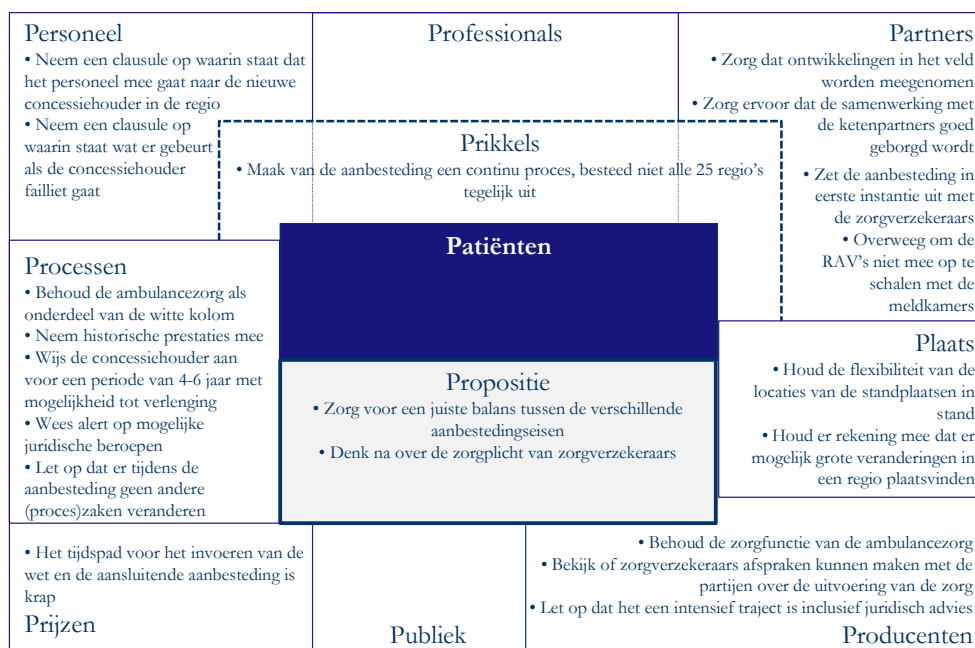 Personeel
• Neem een clausule op waarin staat dat
het personeel mee gaat naar de nieuwe
concessiehouder in de regio
• Neem een clausule op
waarin staat wat er gebeurt
als de concessiehouder
failliet gaat
Professionals
Partners
• Zorg dat ontwikkelingen in het veld
worden meegenomen
• Zorg ervoor dat de samenwerking met
de ketenpartners goed
geborgd wordt
• Zet de aanbesteding in
eerste instantie uit met
de zorgverzekeraars
• Overweeg om de
RAV's niet mee op te
schalen met de
meldkamers
Prikkels
• Maak van de aanbesteding een continu proces, besteed niet alle 25 regio's
tegelijk uit
Patiënten
Processen
• Behoud de ambulancezorg als
onderdeel van de witte kolom
• Neem historische prestaties mee
• Wijs de concessiehouder aan
voor een periode van 4-6 jaar met
mogelijkheid tot verlenging
• Wees alert op mogelijke
juridische beroepen
• Let op dat er tijdens de
aanbesteding geen andere
(proces)zaken veranderen
Propositie
• Zorg voor een juiste balans tussen de verschillende
aanbestedingseisen
• Denk na over de zorgplicht van zorgverzekeraars
Plaats
• Houd de flexibiliteit van de
locaties van de standplaatsen in
stand
• Houd er rekening mee dat er
mogelijk grote veranderingen in
een regio plaatsvinden
• Het tijdspad voor het invoeren van de
wet en de aansluitende aanbesteding is
krap
Prijzen
Publiek
• Behoud de zorgfunctie van de ambulancezorg
• Bekijk of zorgverzekeraars afspraken kunnen maken met de
partijen over de uitvoering van de zorg
• Let op dat het een intensief traject is inclusief juridisch advies
Producenten